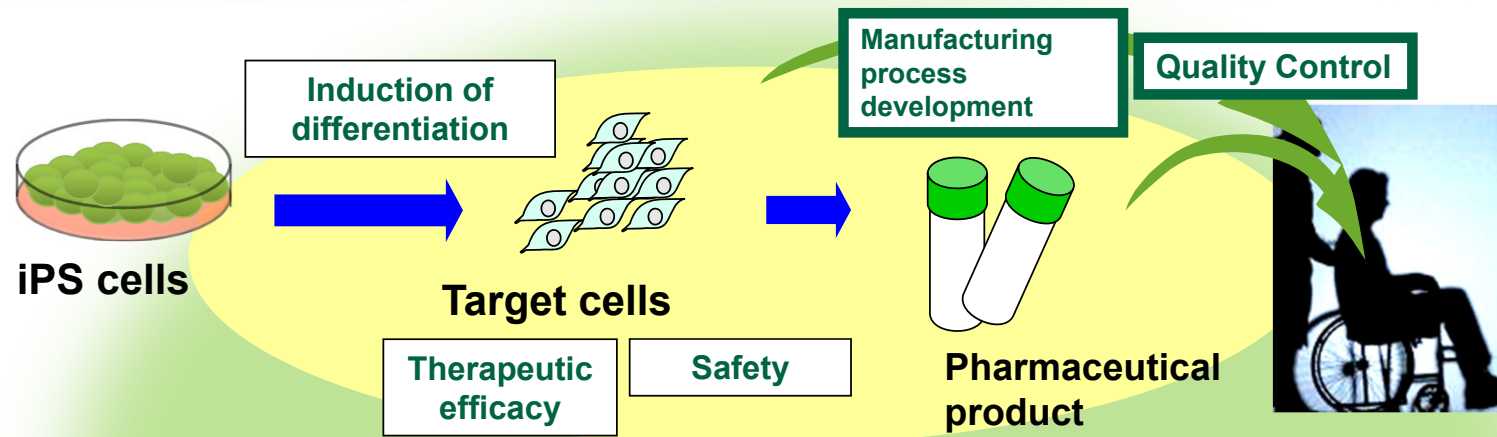 Manufacturing
process
development
Quality Control
Induction of
differentiation
iPS cells
Target cells
Therapeutic
efficacy
Safety
Pharmaceutical
product